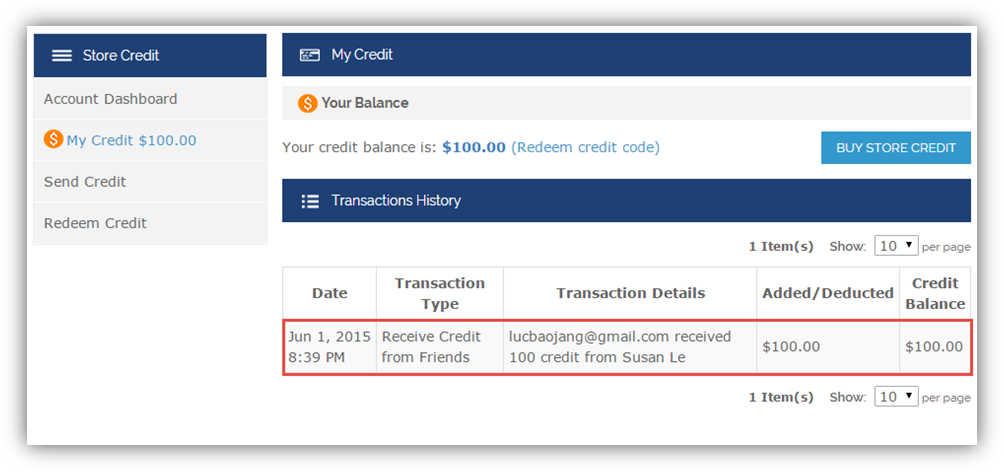 Store Credit
Account Dashboard
My Credit $100.00
Send Credit
Redeem Credit
My Credit
Your Balance
Your credit balance is: $100.00 (Redeem credit code)
BUY STORE CREDIT
Transactions History
1 Item(s) Show: 10 per page
Date Transaction Type Transaction Details Added/Deducted Credit Balance
Jun 1, 2015 Receive Credit lucbaojang@gmail.com received $100.00 $100.00
8:39 PM from Friends 100 credit from Susan Le
1 Item(s) Show: 10 per page